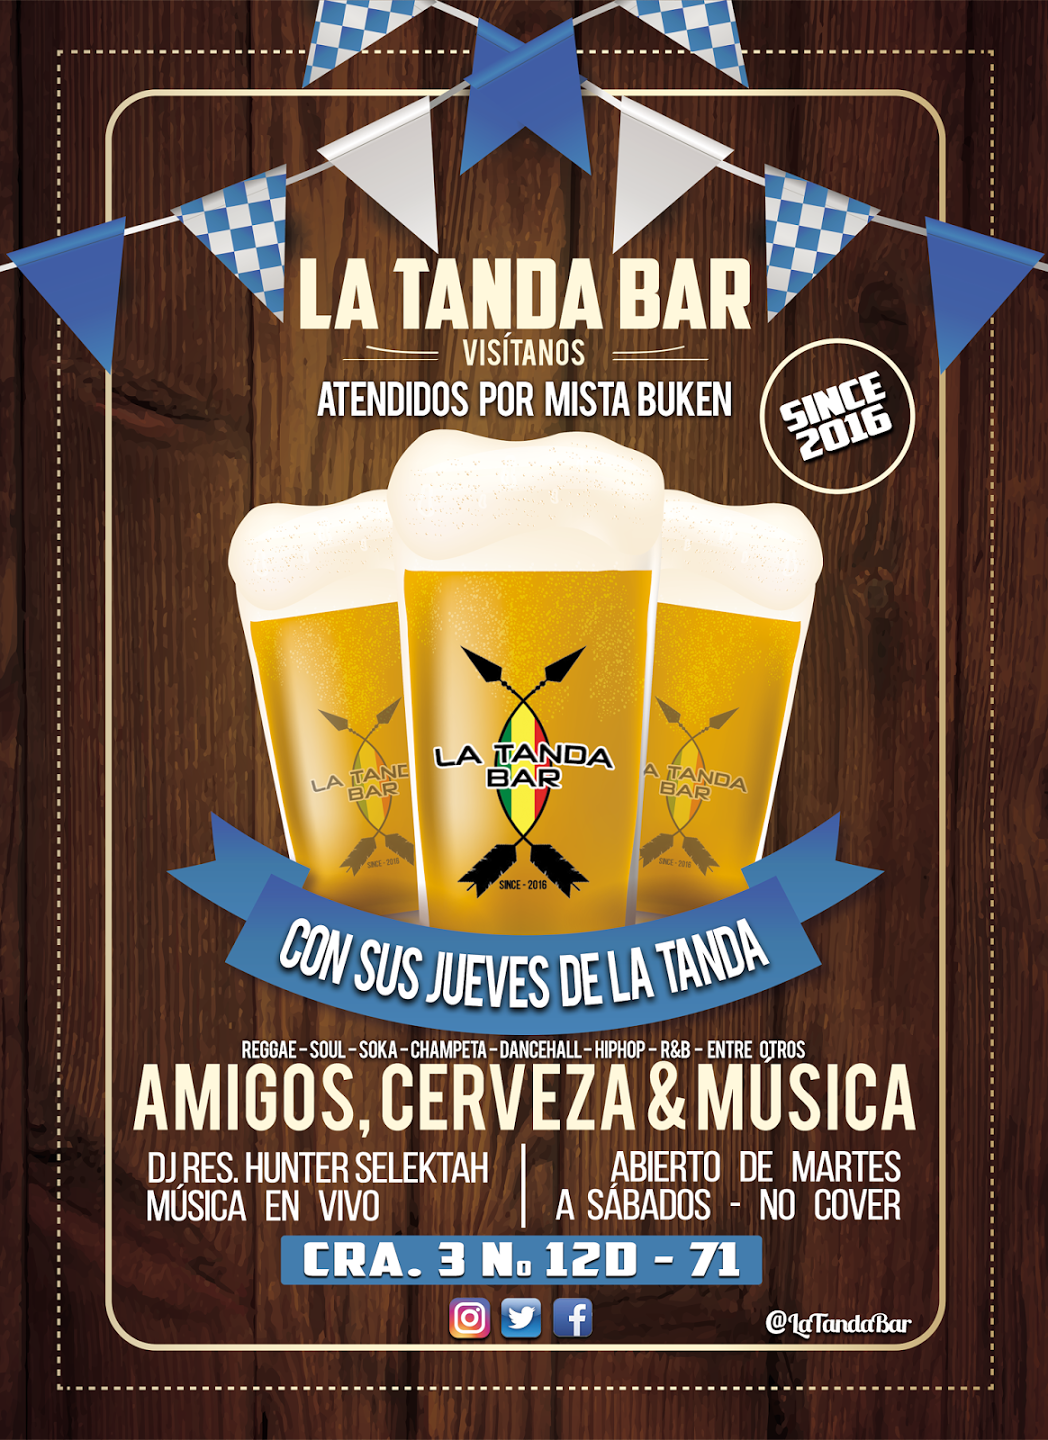 LA TANDA BAR
VISÍTANOS
ATENDIDOS POR MISTA BUKEN
SINCE
2016
LA TANDA
BAR
SINCE - 2016
LA TAND
BAR
SINCE - 2016
LA TANDA
BAR
SINCE - 2016
CON SUS JUEVES DE LA TANDA
REGGAE - SOUL - SOKA - CHAMPETA - DANCEHALL - HIPHOP - R&B - ENTRE OTROS
AMIGOS, CERVEZA & MÚSICA
DJ RES. HUNTER SELEKTAH
MÚSICA EN VIVO
ABIERTO DE MARTES
A SÁBADOS - NO COVER
CRA. 3 No 12D - 71
@LaTandaBar